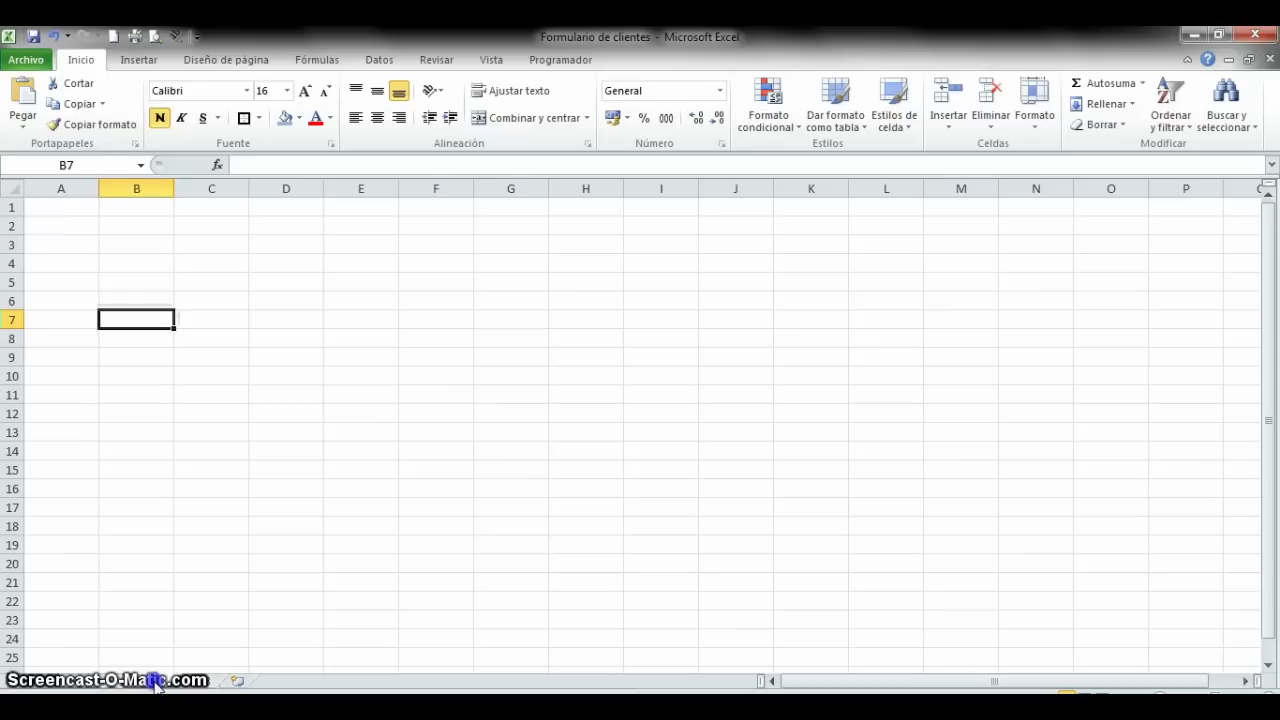 Formulario de clientes - Microsoft Excel
Archivo Inicio Insertar Diseño de página Fórmulas Datos Revisar Vista Programador
Pegar
Cortar
Copiar
Copiar formato
Portapapeles
Calibri 16
N K S
Fuente
Ajustar texto
Combinar y centrar
Alineación
General
% 000
Número
Formato condicional
Dar formato como tabla
Estilos de celda
Estilos
Insertar
Eliminar
Formato
Celdas
Autosuma
Rellenar
Borrar
Ordenar y filtrar
Buscar y seleccionar
Modificar
B7 fx
A B C D E F G H I J K L M N O P
1
2
3
4
5
6
7
8
9
10
11
12
13
14
15
16
17
18
19
20
21
22
23
24
25
Screencast-O-Matic.com